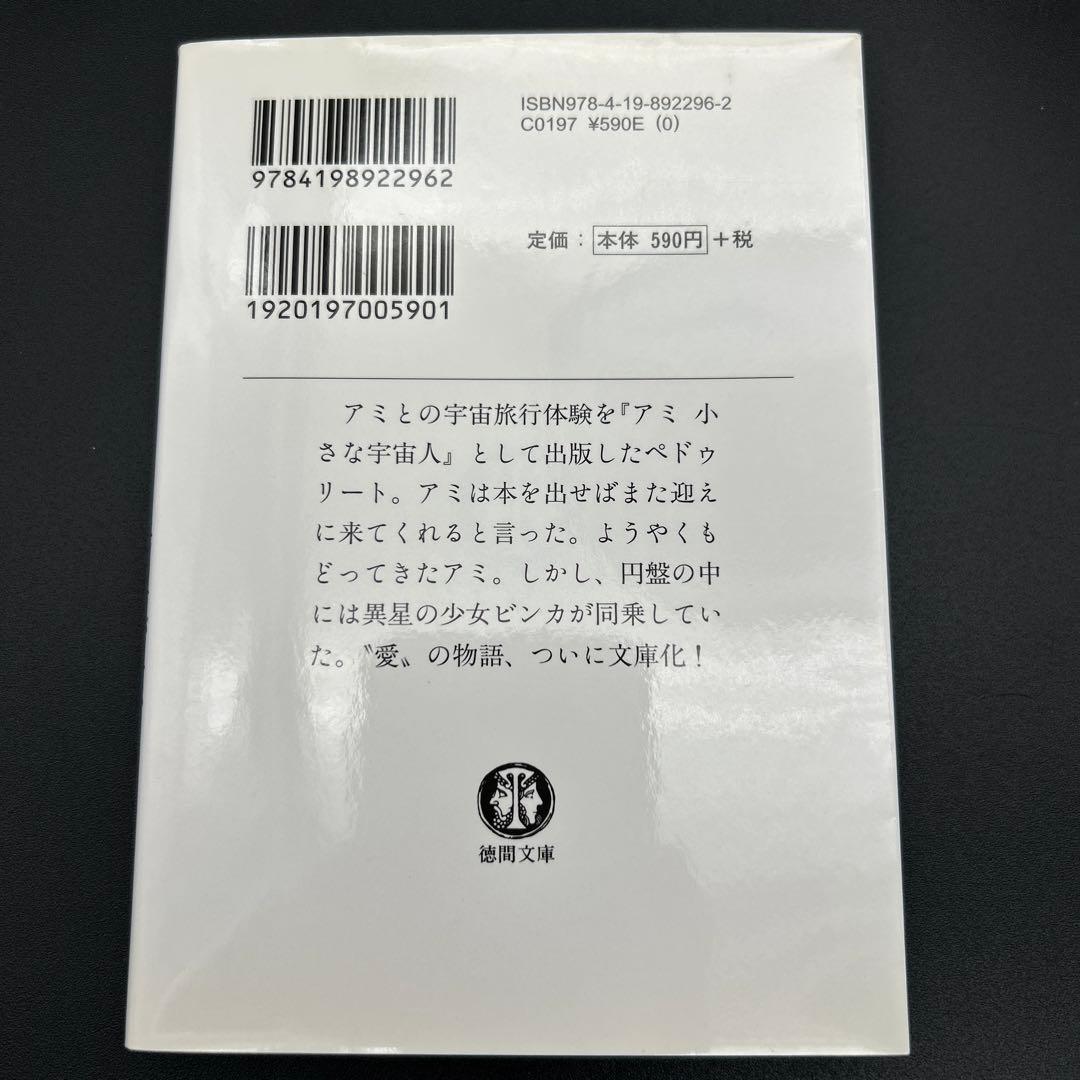 ISBN978-4-19-892296-2
C0197 ¥590E (0)
9784198922962
定価：本体 590円+税
1920197005901
アミとの宇宙旅行体験を『アミ 小
さな宇宙人』として出版したペドゥ
リート。アミは本を出せばまた迎え
に来てくれると言った。ようやくも
どってきたアミ。しかし、円盤の中
には異星の少女ビンカが同乗してい
た。〝愛〟の物語、ついに文庫化！
徳間文庫